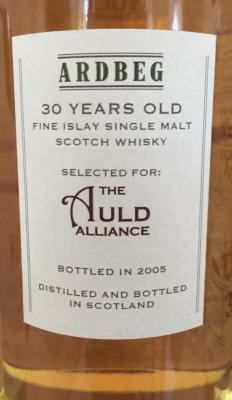 ARDBEG
30 YEARS OLD
FINE ISLAY SINGLE MALT
SCOTCH WHISKY
SELECTED FOR:
THE
AULD
ALLIANCE
BOTTLED IN 2005
DISTILLED AND BOTTLED
IN SCOTLAND